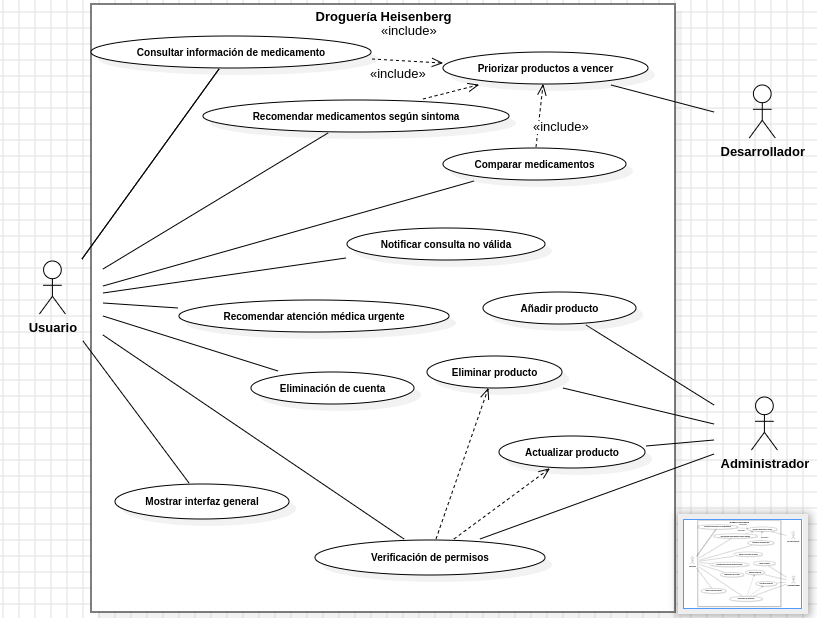 Droguería Heisenberg
«include»
Consultar información de medicamento
Priorizar productos a vencer
«include»
Recomendar medicamentos según sintoma
«include»
Desarrollador
Comparar medicamentos
Notificar consulta no válida
Usuario
Recomendar atención médica urgente
Añadir producto
Eliminar producto
Eliminación de cuenta
Actualizar producto
Administrador
Mostrar interfaz general
Verificación de permisos